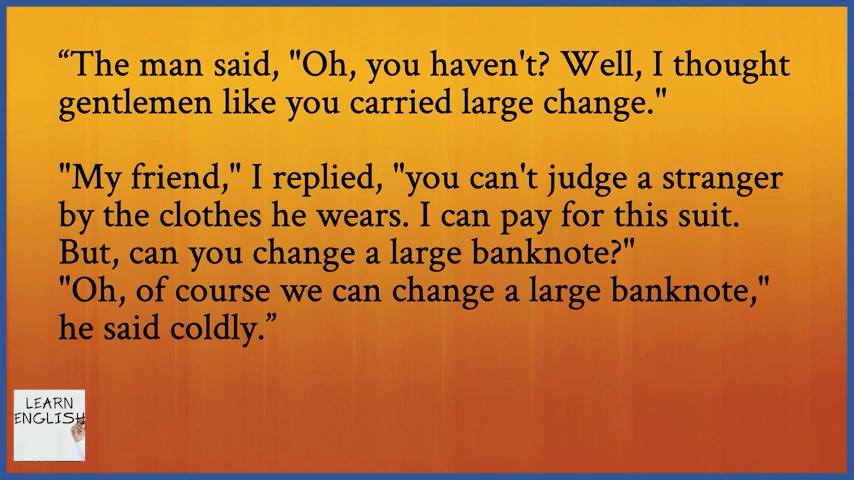 “The man said, "Oh, you haven't? Well, I thought
gentlemen like you carried large change."
"My friend," I replied, "you can't judge a stranger
by the clothes he wears. I can pay for this suit.
But, can you change a large banknote?"
"Oh, of course we can change a large banknote,"
he said coldly.”
LEARN
ENGLISH